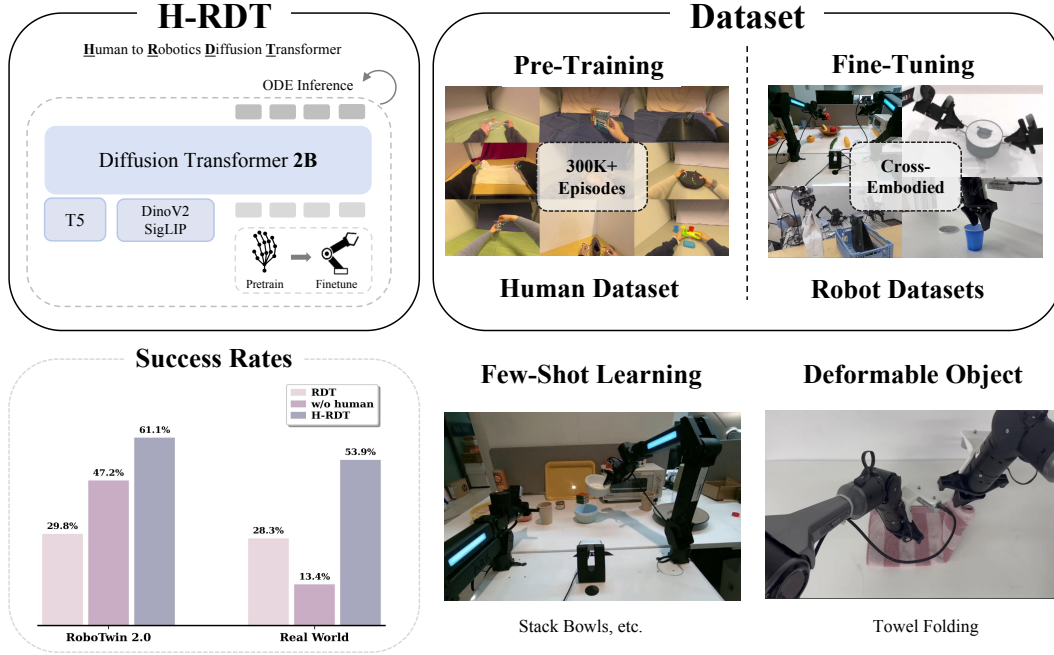 H-RDT
Human to Robotics Diffusion Transformer
ODE Inference
Diffusion Transformer 2B
T5
DinoV2
SigLIP
Pretrain
Finetune
Dataset
Pre-Training
300K+
Episodes
Human Dataset
Fine-Tuning
Cross-
Embodied
Robot Datasets
Success Rates
RDT
w/o human
H-RDT
29.8%
47.2%
61.1%
28.3%
13.4%
53.9%
RoboTwin 2.0
Real World
Few-Shot Learning
Stack Bowls, etc.
Deformable Object
Towel Folding